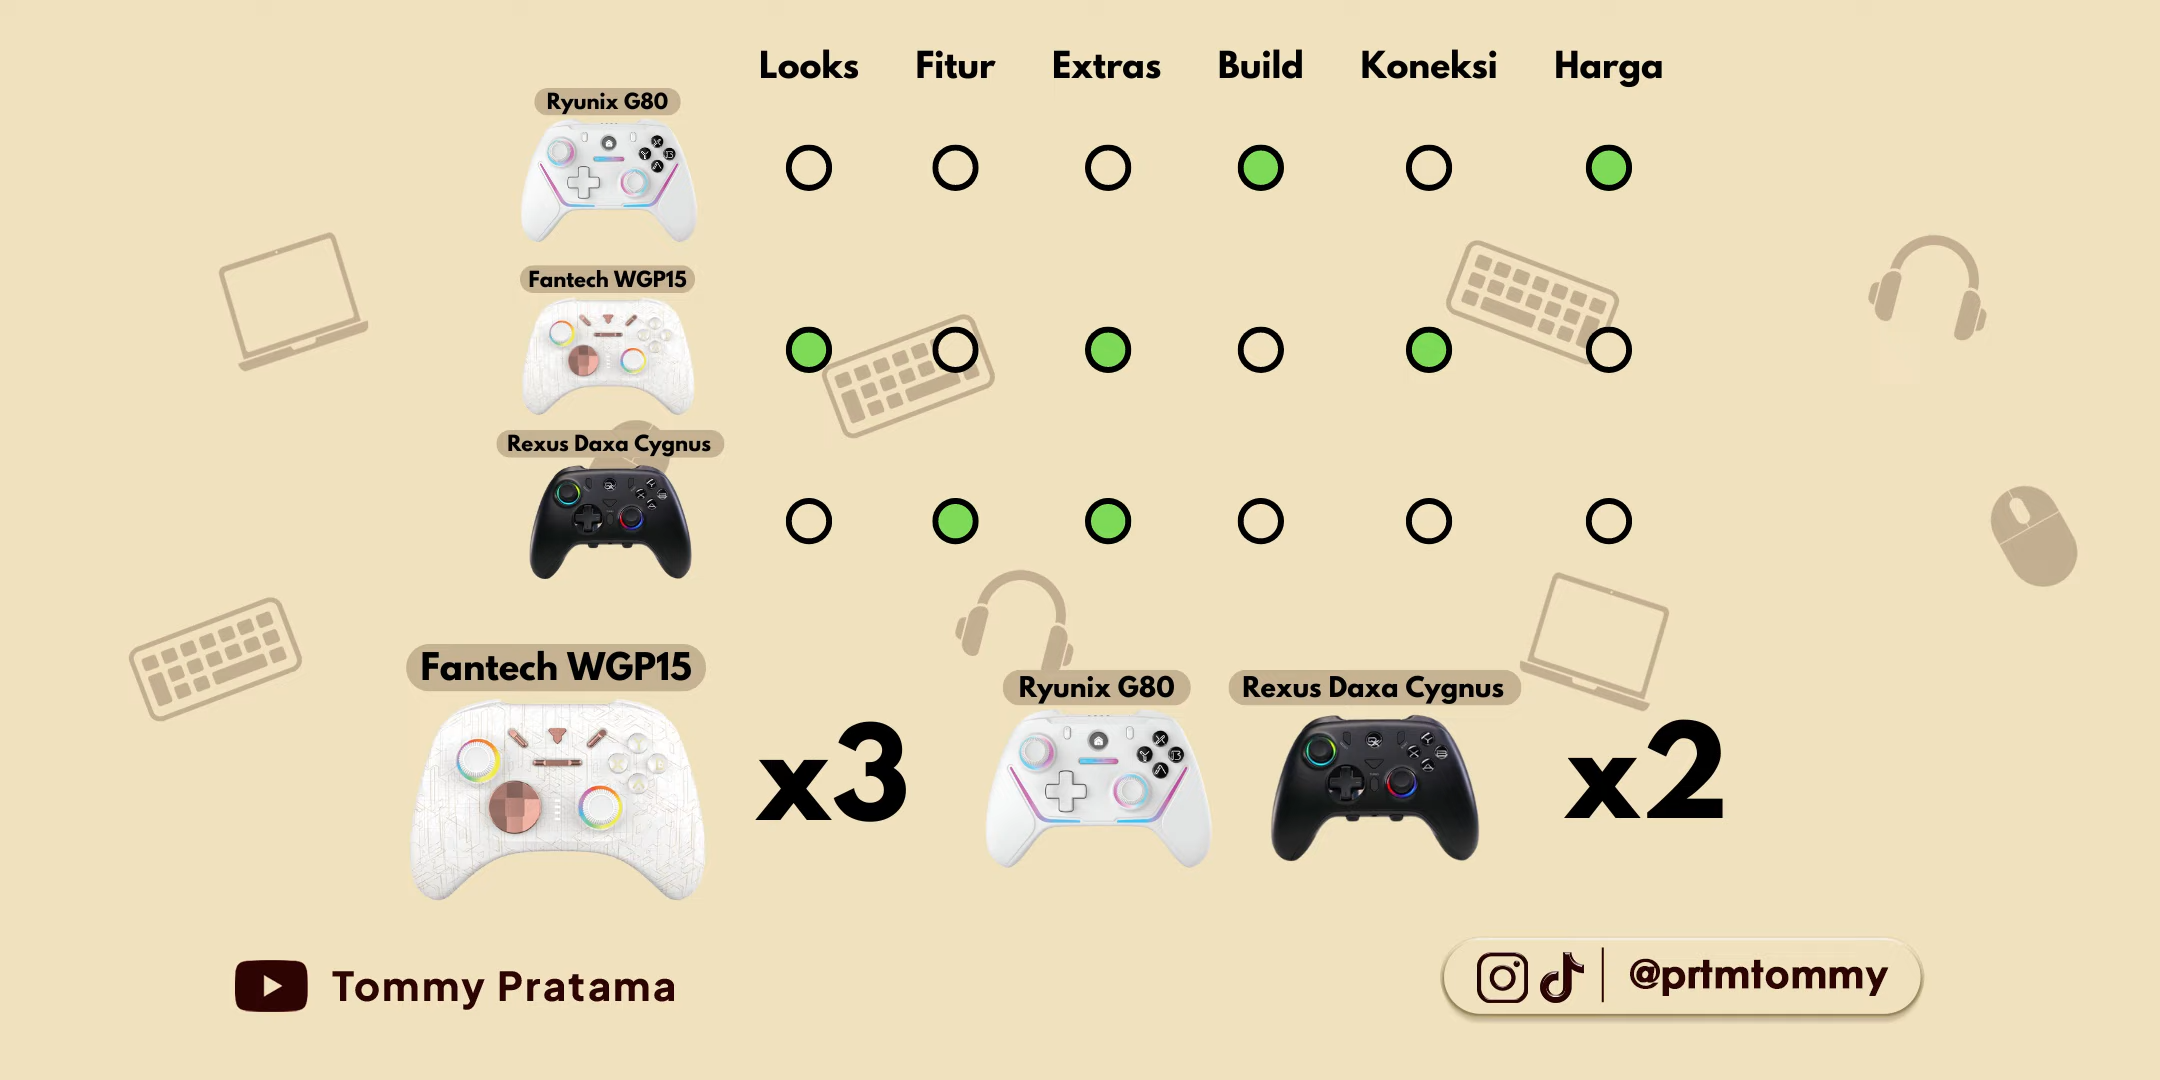 Looks Fitur Extras Build Koneksi Harga
Ryunix G80
Fantech WGP15
Rexus Daxa Cygnus
Fantech WGP15
x3
Ryunix G80
Rexus Daxa Cygnus
x2
Tommy Pratama
@prtmtommy